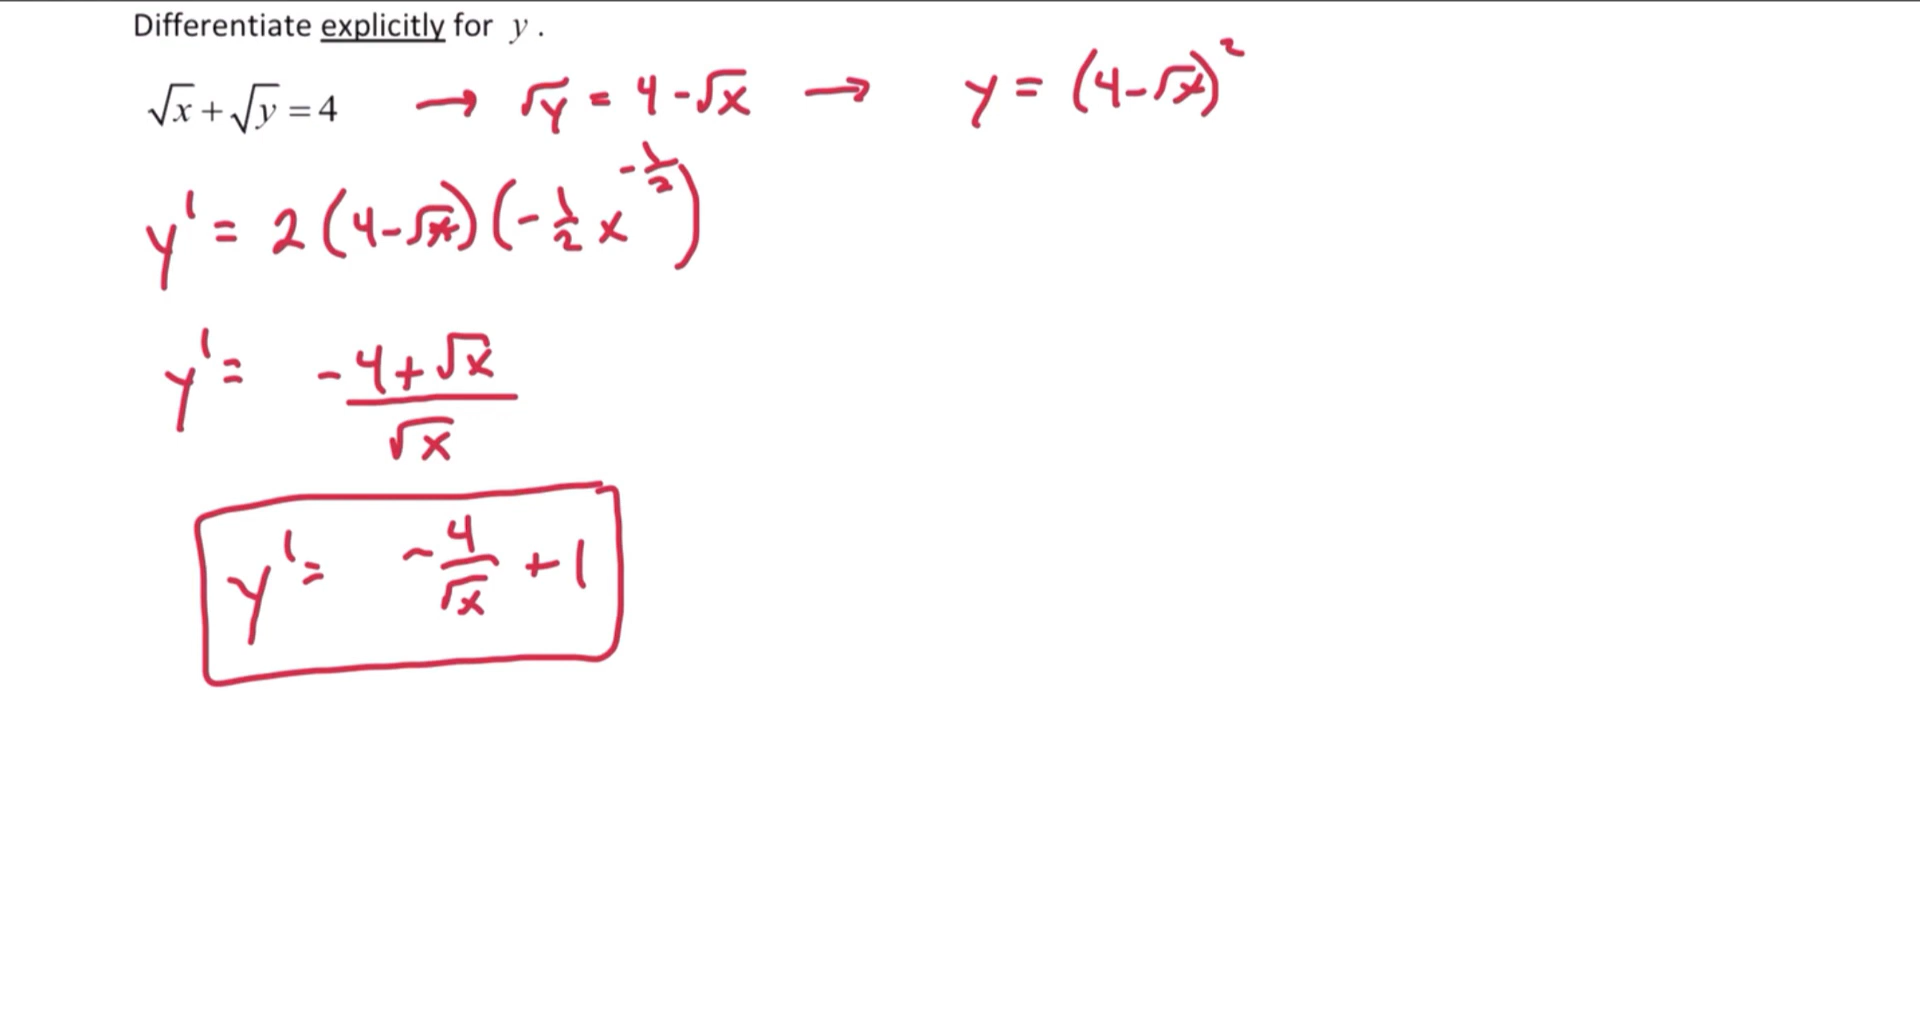 Differentiate explicitly for y.
√x + √y = 4 → √y = 4 - √x → y = (4-√x)²
y' = 2(4-√x)(-½x^(-½))
y' = (-4+√x)/√x
y' = -4/√x + 1